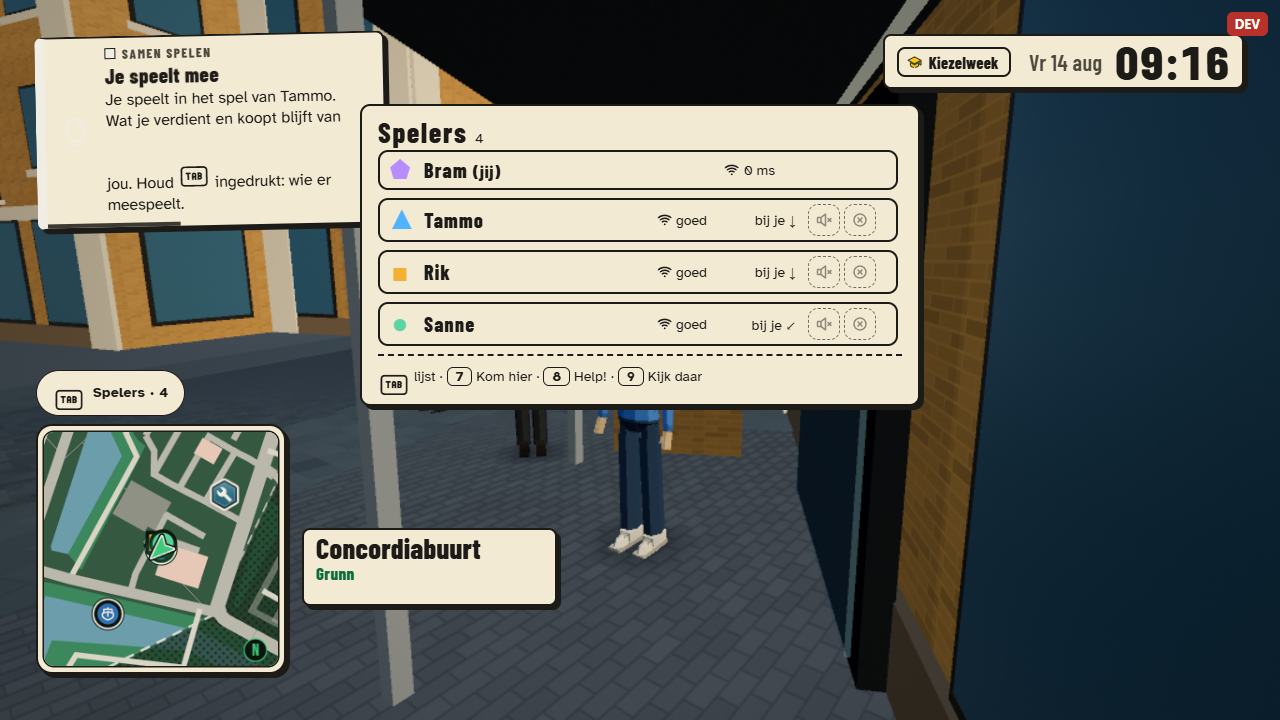 DEV
SAMEN SPELEN
Je speelt mee
Je speelt in het spel van Tammo.
Wat je verdient en koopt blijft van
jou. Houd TAB ingedrukt: wie er
meespeelt.
Kiezelweek Vr 14 aug 09:16
Spelers 4
Bram (jij) 0 ms
Tammo goed bij je ↓
Rik goed bij je ↓
Sanne goed bij je ↙
TAB lijst · 7 Kom hier · 8 Help! · 9 Kijk daar
TAB Spelers · 4
N
Concordiabuurt
Grunn